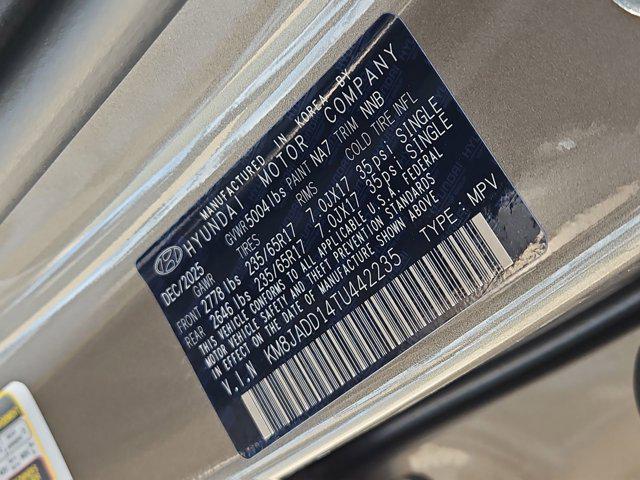 MANUFACTURED IN KOREA BY
HYUNDAI MOTOR COMPANY
DEC/2025 GVWR 5004 lbs PAINT NA7 TRIM NNB
GAWR TIRES RIMS COLD TIRE INFL
FRONT 2778 lbs 235/65R17 7.0JX17 35psi SINGLE
REAR 2646 lbs 235/65R17 7.0JX17 35psi SINGLE
THIS VEHICLE CONFORMS TO ALL APPLICABLE U.S.A FEDERAL
MOTOR VEHICLE SAFETY AND THEFT PREVENTION STANDARDS
IN EFFECT ON THE DATE OF MANUFACTURE SHOWN ABOVE
V.I.N KM8JADD14TU442235 TYPE: MPV